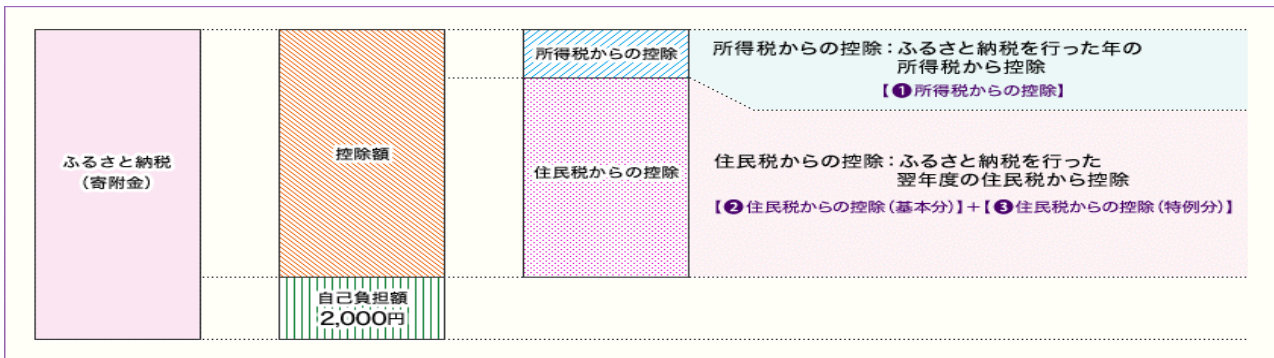 ふるさと納税
(寄附金)
控除額
自己負担額
2,000円
所得税からの控除
住民税からの控除
所得税からの控除：ふるさと納税を行った年の
所得税から控除
【❶所得税からの控除】
住民税からの控除：ふるさと納税を行った
翌年度の住民税から控除
【❷住民税からの控除(基本分)】＋【❸住民税からの控除(特例分)】